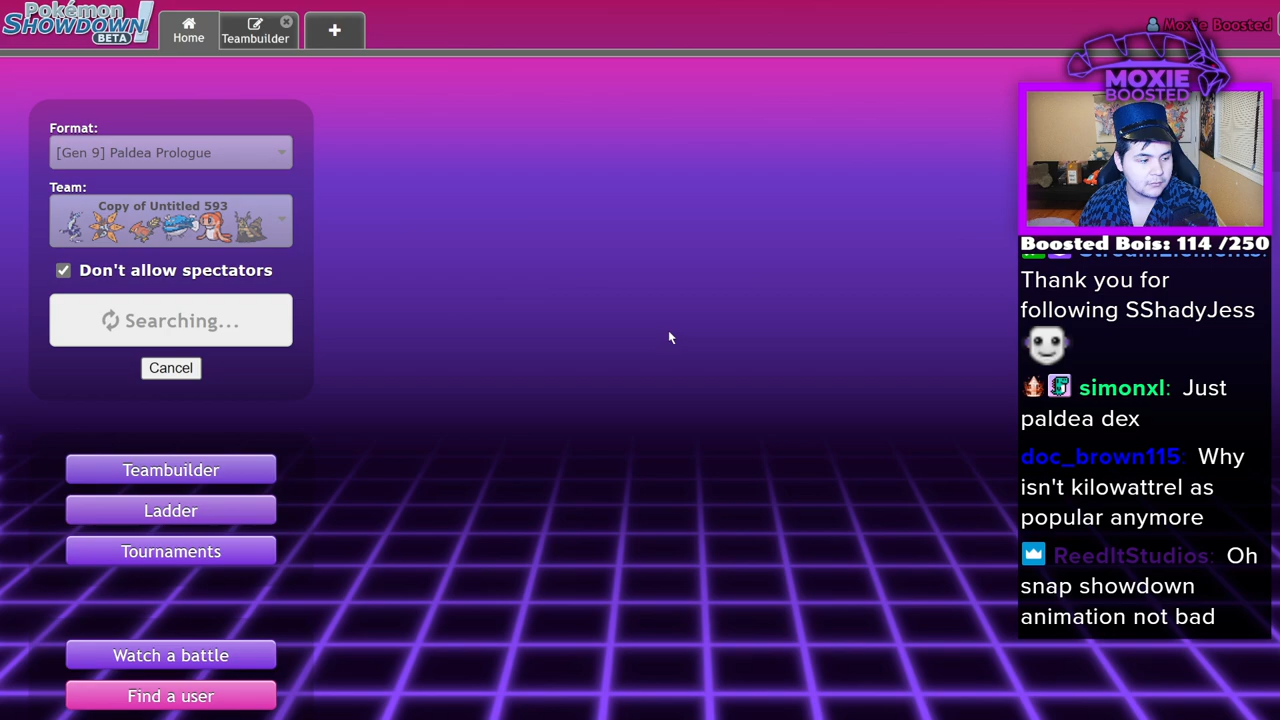 Pokémon
SHOWDOWN!
BETA
Home
Teambuilder
+
Moxie Boosted
Format:
[Gen 9] Paldea Prologue
Team:
Copy of Untitled 593
Don't allow spectators
Searching...
Cancel
Teambuilder
Ladder
Tournaments
Watch a battle
Find a user
MOXIE
BOOSTED
Boosted Bois: 114 /250
StreamElements:
Thank you for
following SShadyJess
simonxl: Just
paldea dex
doc_brown115: Why
isn't kilowattrel as
popular anymore
ReedItStudios: Oh
snap showdown
animation not bad